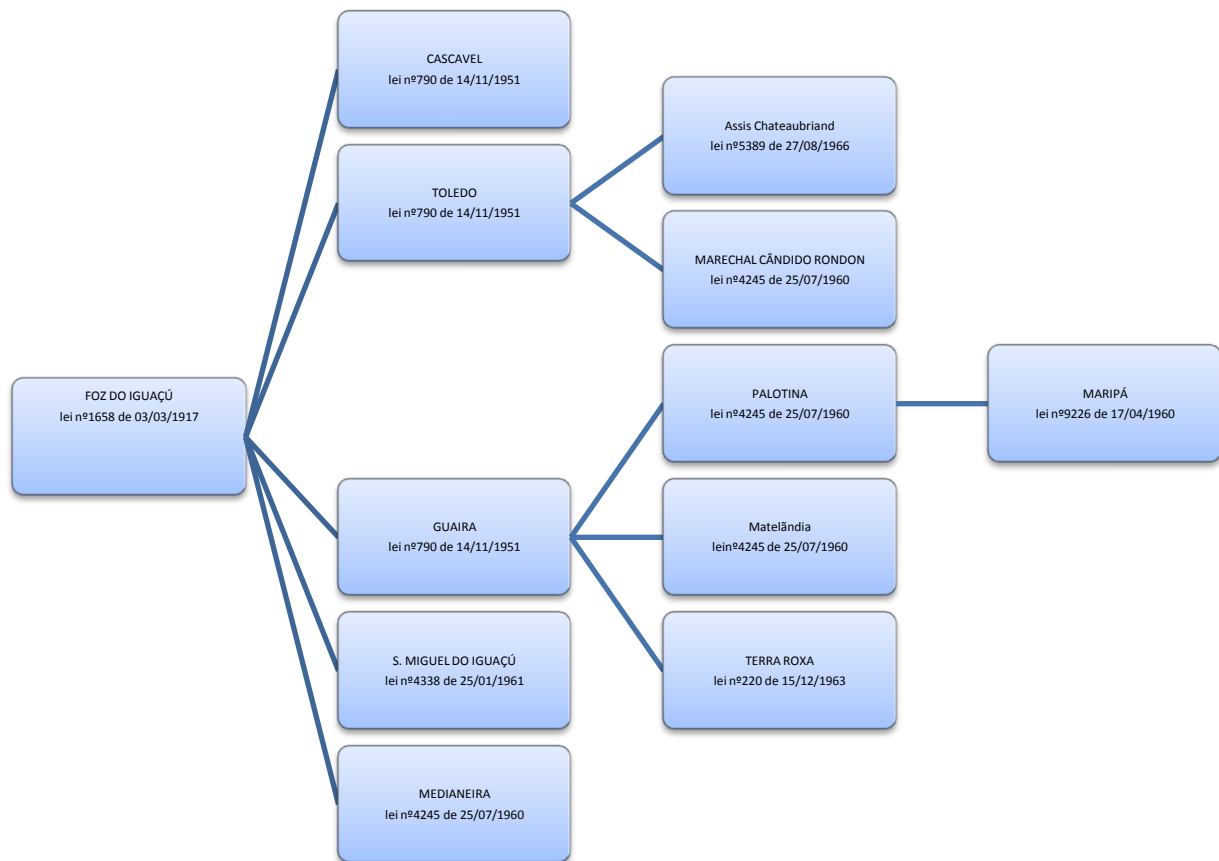 CASCAVEL
lei nº790 de 14/11/1951
Assis Chateaubriand
lei nº5389 de 27/08/1966
TOLEDO
lei nº790 de 14/11/1951
MARECHAL CÂNDIDO RONDON
lei nº4245 de 25/07/1960
FOZ DO IGUAÇÚ
lei nº1658 de 03/03/1917
PALOTINA
lei nº4245 de 25/07/1960
MARIPÁ
lei nº9226 de 17/04/1960
GUAIRA
lei nº790 de 14/11/1951
Matelãndia
leinº4245 de 25/07/1960
S. MIGUEL DO IGUAÇÚ
lei nº4338 de 25/01/1961
TERRA ROXA
lei nº220 de 15/12/1963
MEDIANEIRA
lei nº4245 de 25/07/1960